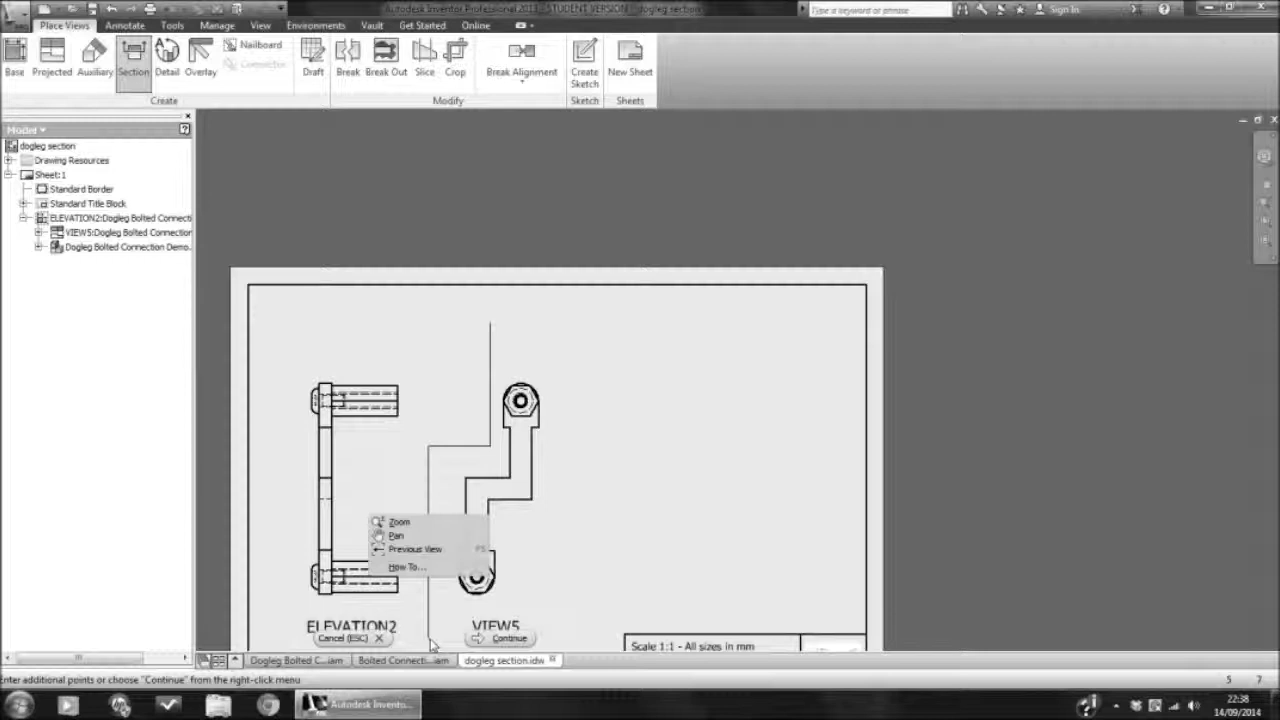 Autodesk Inventor Professional 2013 - STUDENT VERSION - dogleg section
Type a keyword or phrase
Sign In
Place Views Annotate Tools Manage View Environments Vault Get Started Online
Base Projected Auxiliary Section Detail Overlay
Nailboard
Connector
Draft Break Break Out Slice Crop
Break Alignment
Create Sketch
New Sheet
Create Modify Sketch Sheets
Model
dogleg section
Drawing Resources
Sheet:1
Standard Border
Standard Title Block
ELEVATION2:Dogleg Bolted Connecti
VIEW5:Dogleg Bolted Connection
Dogleg Bolted Connection Demo.
Zoom
Pan
Previous View F5
How To...
ELEVATION2 VIEW5
Cancel (ESC) Continue
Scale 1:1 - All sizes in mm
Dogleg Bolted C...iam Bolted Connecti...iam dogleg section.idw
Enter additional points or choose "Continue" from the right-click menu
5 7
Autodesk Invento...
22:38
14/09/2014